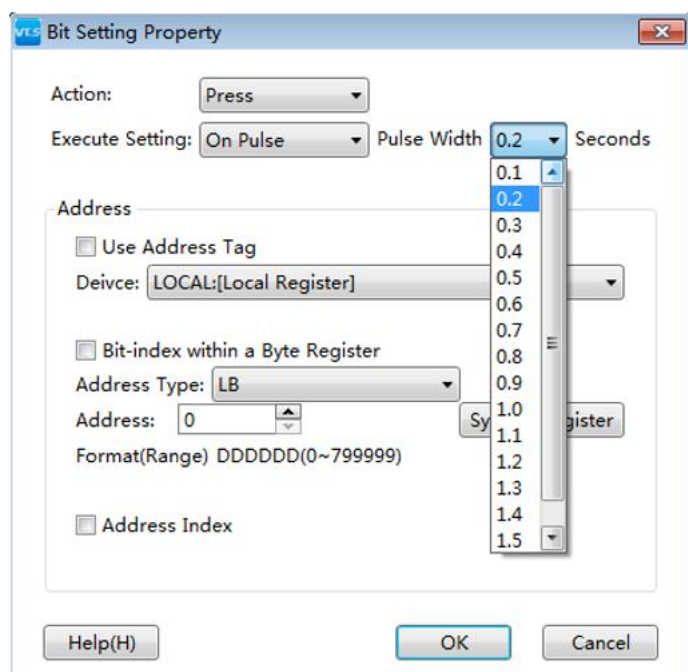 VTS Bit Setting Property
Action: Press
Execute Setting: On Pulse Pulse Width 0.2 Seconds
0.1
0.2
0.3
0.4
0.5
0.6
0.7
0.8
0.9
1.0
1.1
1.2
1.3
1.4
1.5
Address
Use Address Tag
Deivce: LOCAL:[Local Register]
Bit-index within a Byte Register
Address Type: LB
Address: 0
Format(Range) DDDDDD(0~799999)
Address Index
Help(H) OK Cancel